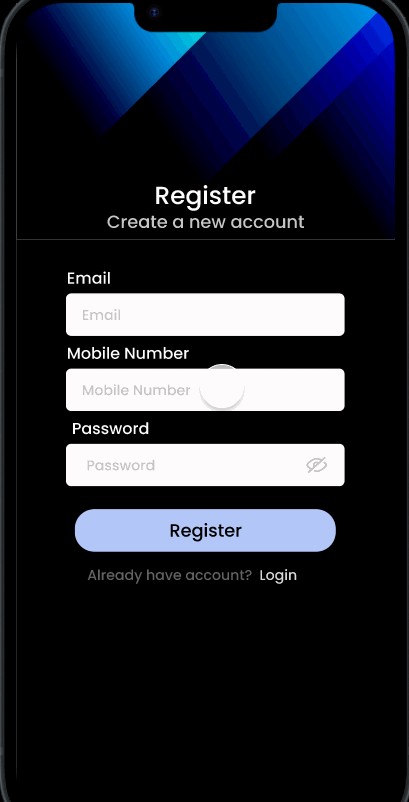 Register
Create a new account
Email
Email
Mobile Number
Mobile Number
Password
Password
Register
Already have account? Login